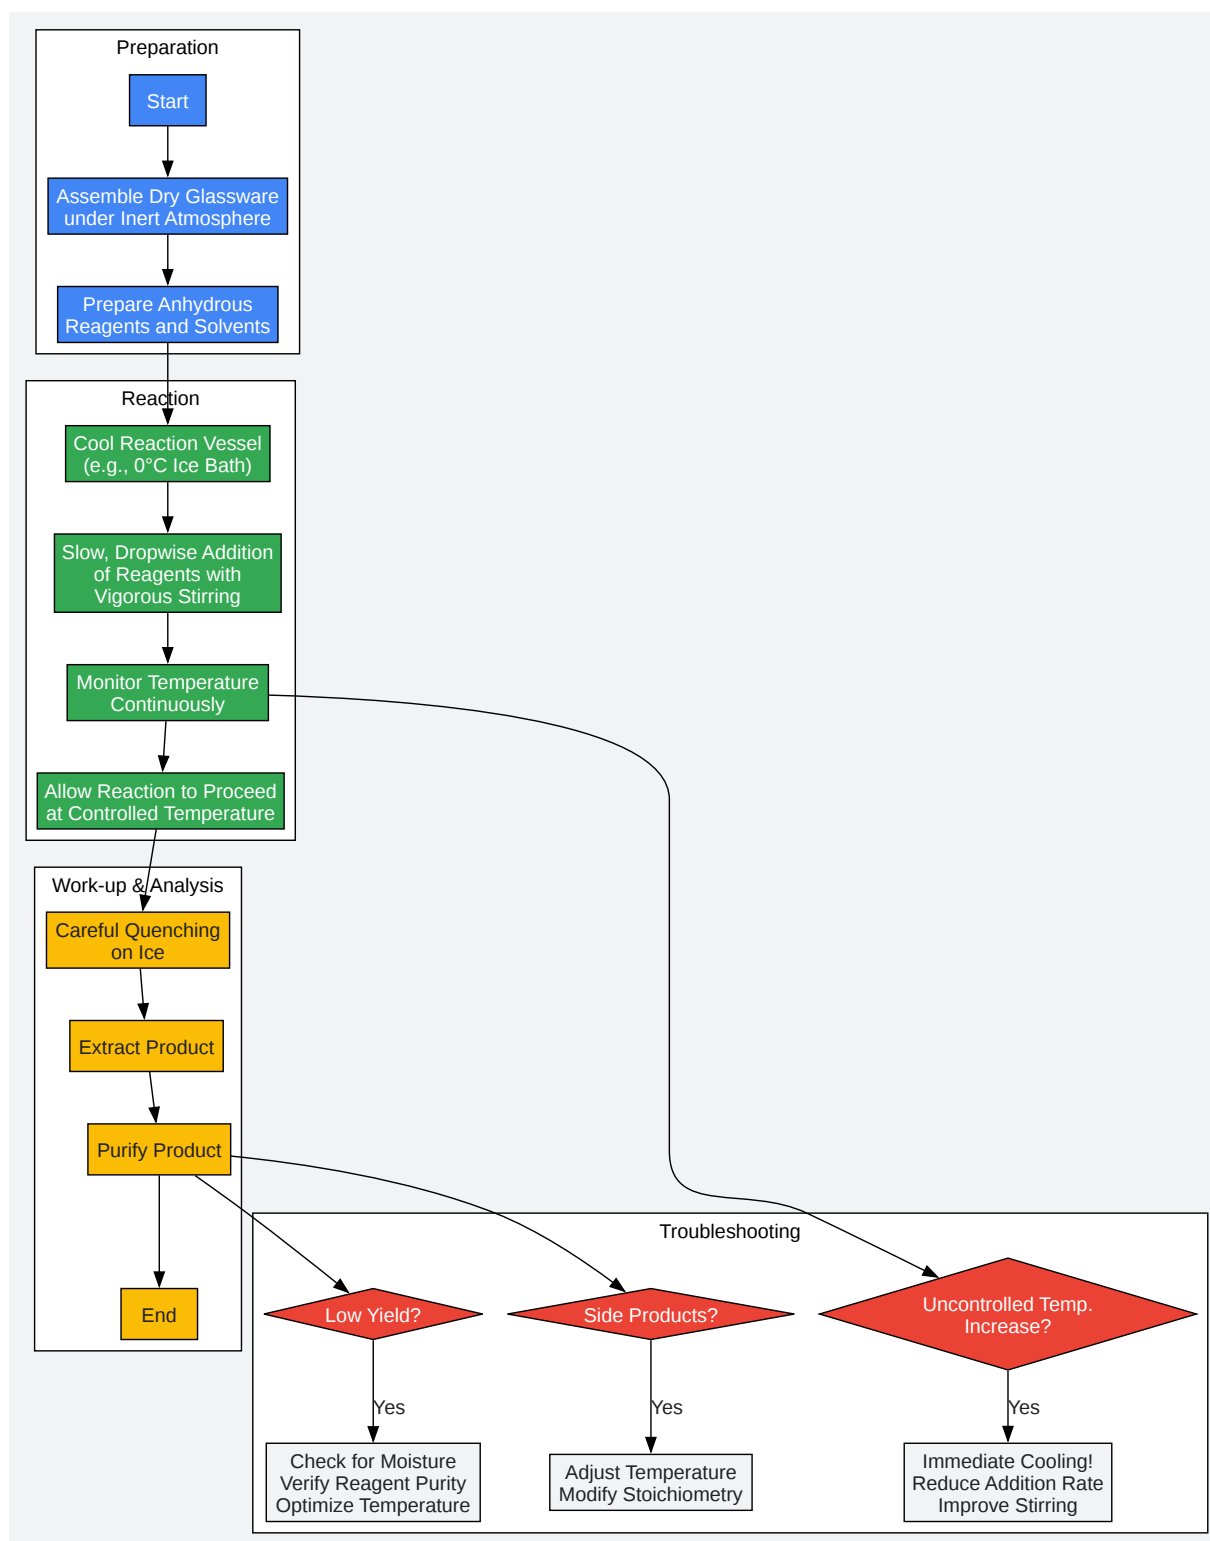 Preparation
Start
Assemble Dry Glassware
under Inert Atmosphere
Prepare Anhydrous
Reagents and Solvents
Reaction
Cool Reaction Vessel
(e.g., 0°C Ice Bath)
Slow, Dropwise Addition
of Reagents with
Vigorous Stirring
Monitor Temperature
Continuously
Allow Reaction to Proceed
at Controlled Temperature
Work-up & Analysis
Careful Quenching
on Ice
Extract Product
Purify Product
End
Troubleshooting
Low Yield?
Side Products?
Uncontrolled Temp.
Increase?
Yes
Yes
Yes
Check for Moisture
Verify Reagent Purity
Optimize Temperature
Adjust Temperature
Modify Stoichiometry
Immediate Cooling!
Reduce Addition Rate
Improve Stirring